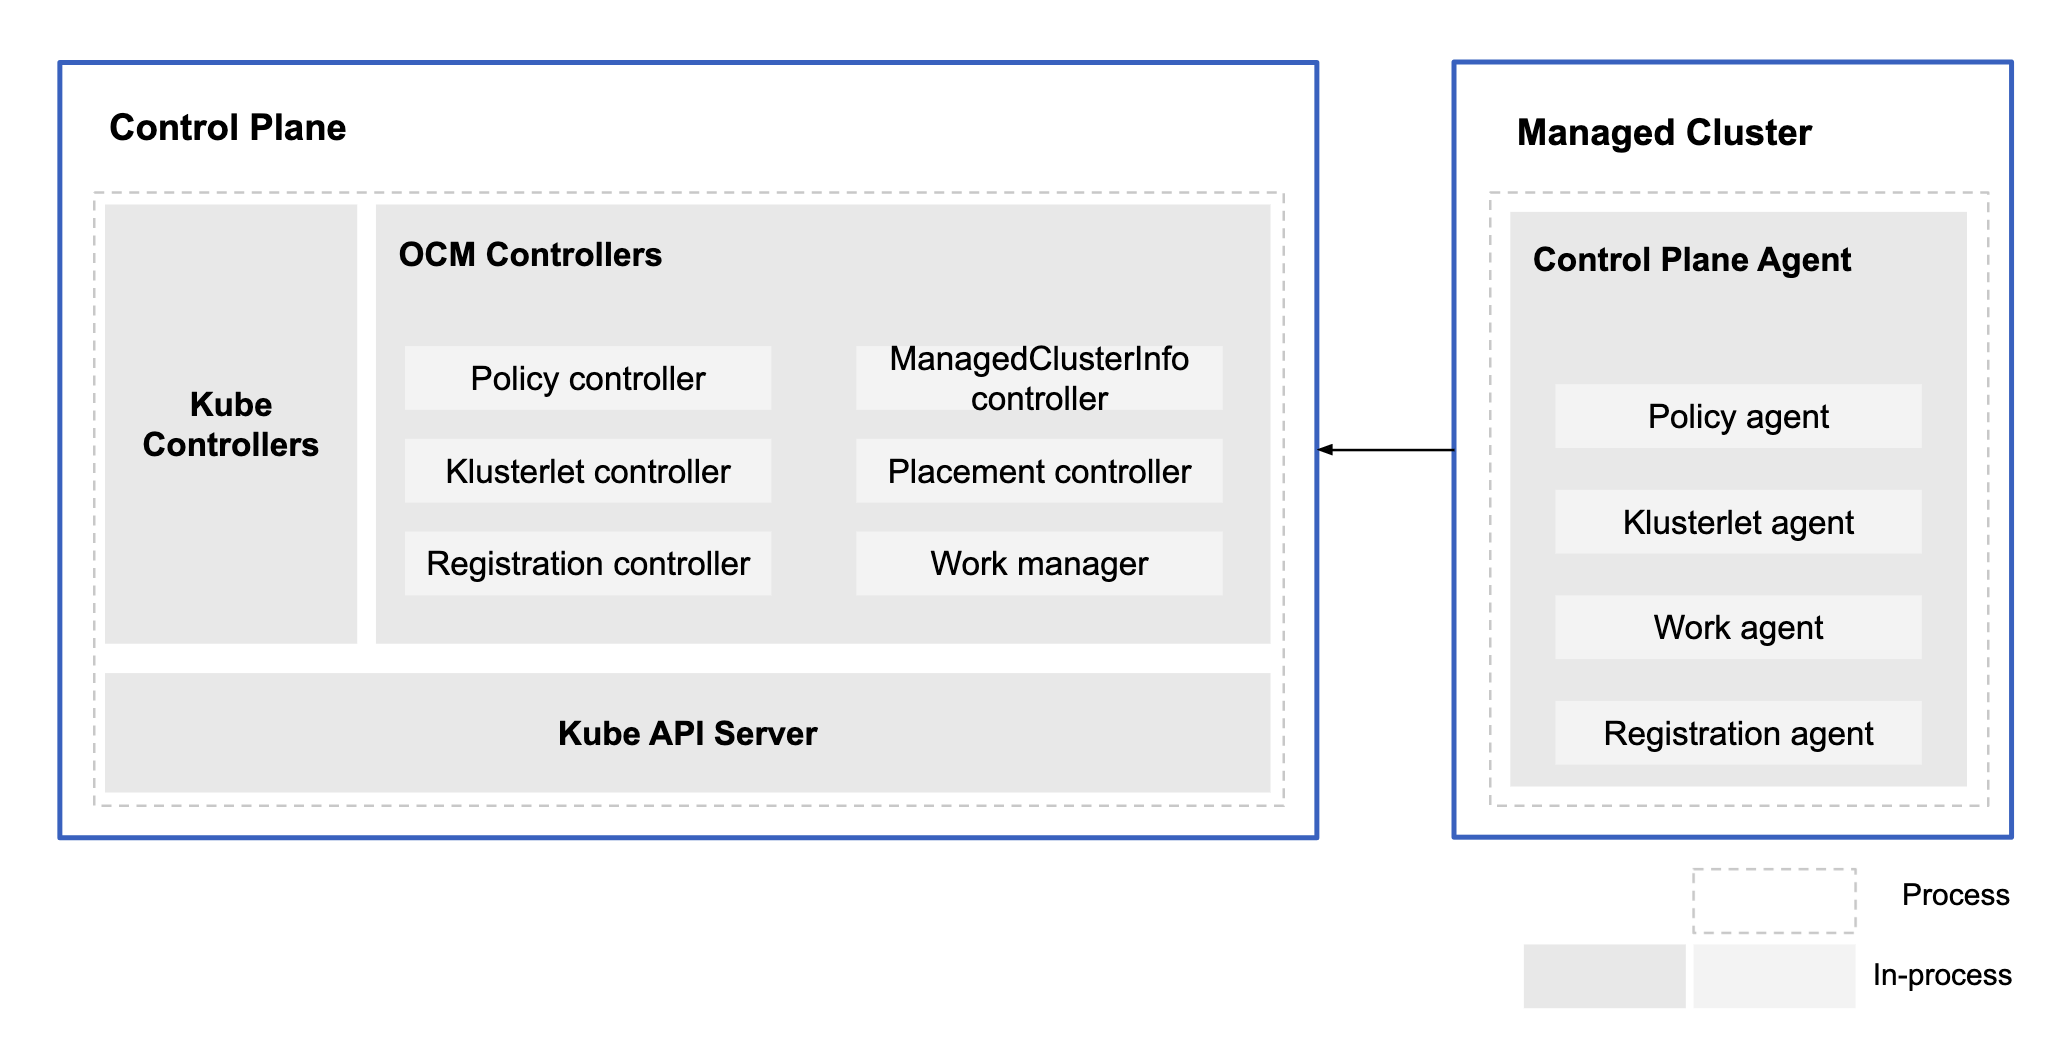 Control Plane
Kube
Controllers
OCM Controllers
Policy controller
ManagedClusterInfo
controller
Klusterlet controller
Placement controller
Registration controller
Work manager
Kube API Server
Managed Cluster
Control Plane Agent
Policy agent
Klusterlet agent
Work agent
Registration agent
Process
In-process